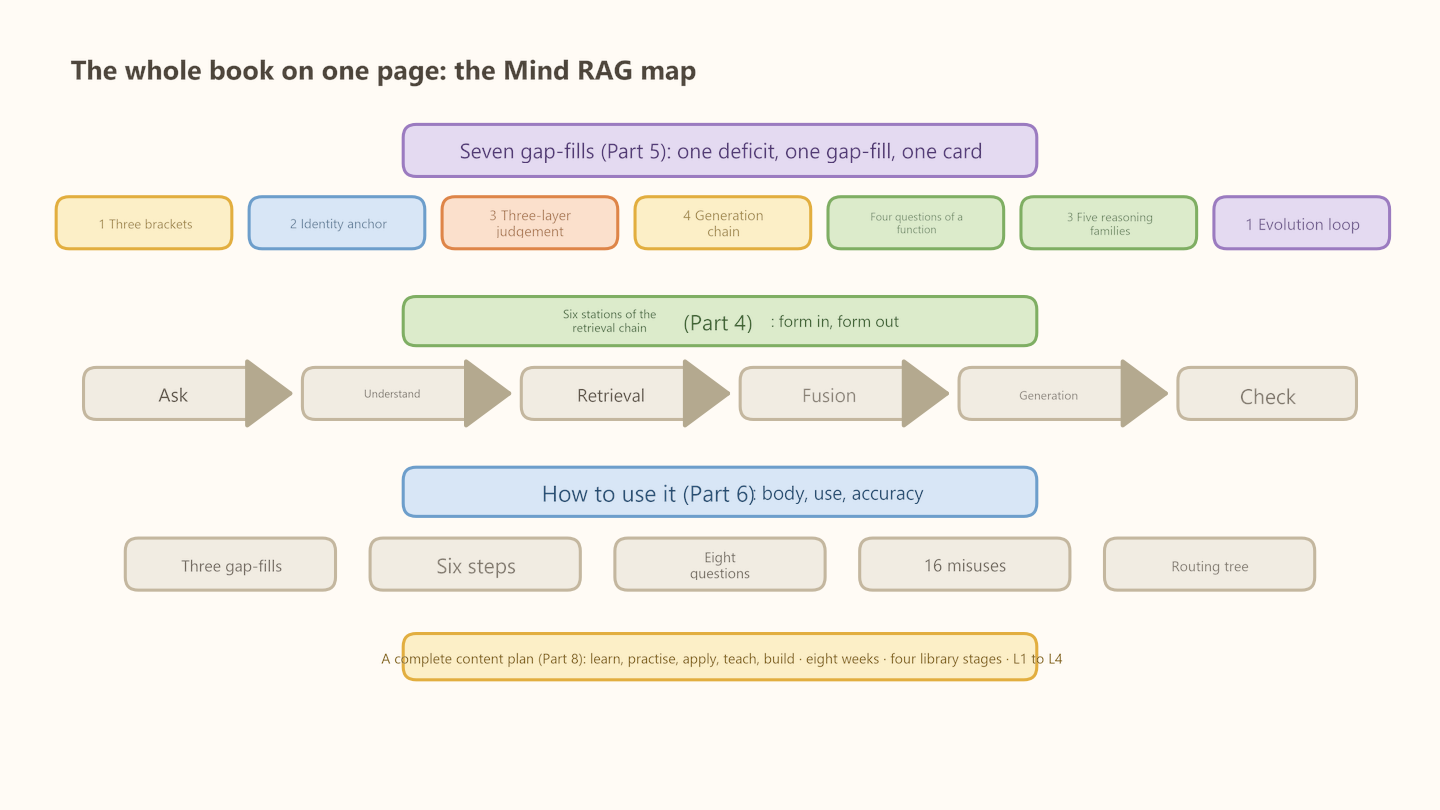 The whole book on one page: the Mind RAG map
Seven gap-fills (Part 5): one deficit, one gap-fill, one card
1 Three brackets
2 Identity anchor
3 Three-layer
judgement
4 Generation
chain
Four questions of a
function
3 Five reasoning
families
1 Evolution loop
Six stations of the
retrieval chain
(Part 4)
: form in, form out
Ask
Understand
Retrieval
Fusion
Generation
Check
How to use it (Part 6): body, use, accuracy
Three gap-fills
Six steps
Eight
questions
16 misuses
Routing tree
A complete content plan (Part 8): learn, practise, apply, teach, build · eight weeks · four library stages · L1 to L4